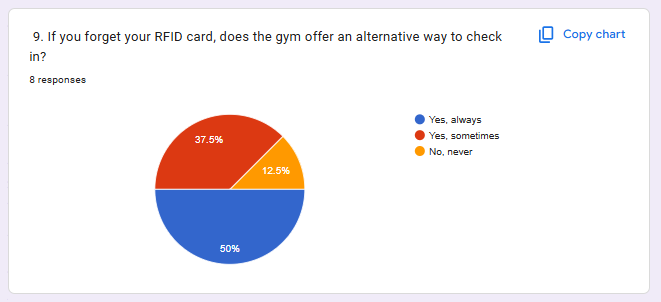 9. If you forget your RFID card, does the gym offer an alternative way to check
in?
Copy chart
8 responses
Yes, always
Yes, sometimes
No, never
37.5%
12.5%
50%